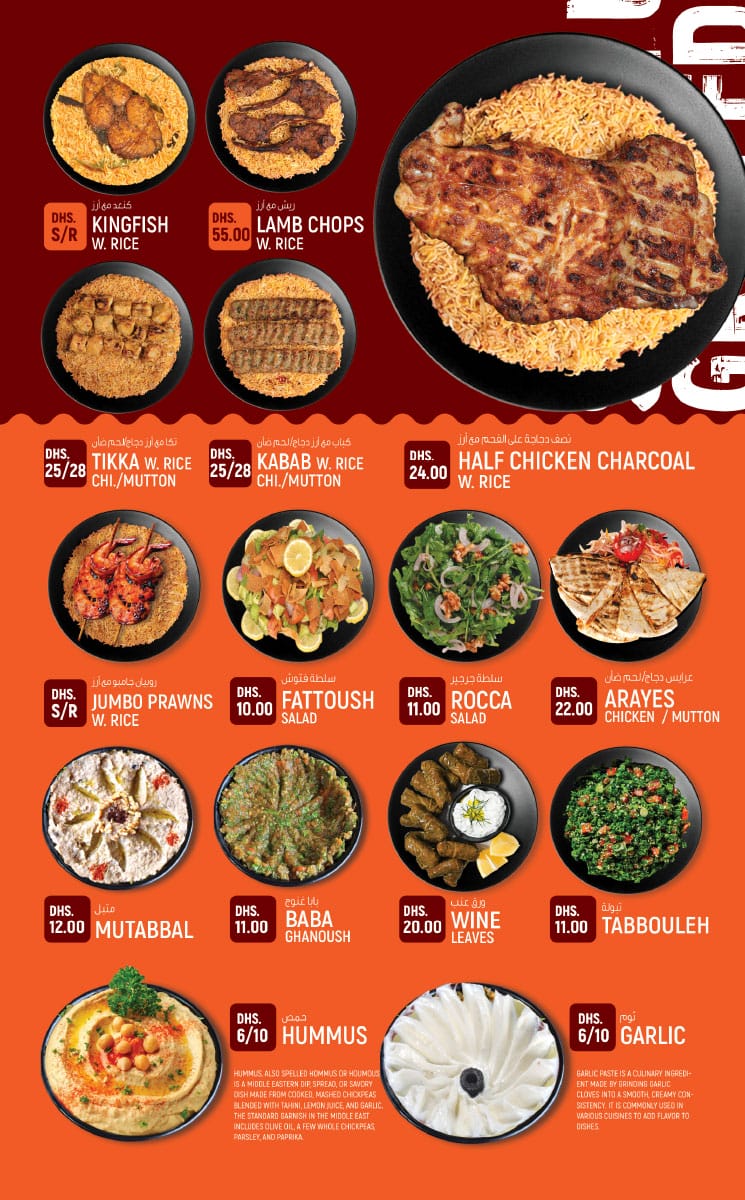 GRILLED
كنعد مع أرز
DHS.
S/R
KINGFISH
W. RICE
ريش مع أرز
DHS.
55.00
LAMB CHOPS
W. RICE
تكا مع أرز دجاج/لحم ضأن
DHS.
25/28
TIKKA W. RICE
CHI./MUTTON
كباب مع أرز دجاج/لحم ضأن
DHS.
25/28
KABAB W. RICE
CHI./MUTTON
نصف دجاجة على الفحم مع أرز
DHS.
24.00
HALF CHICKEN CHARCOAL
W. RICE
روبيان جامبو مع أرز
DHS.
S/R
JUMBO PRAWNS
W. RICE
سلطة فتوش
DHS.
10.00
FATTOUSH
SALAD
سلطة جرجير
DHS.
11.00
ROCCA
SALAD
عرايس دجاج/لحم ضأن
DHS.
22.00
ARAYES
CHICKEN / MUTTON
متبل
DHS.
12.00
MUTABBAL
بابا غنوج
DHS.
11.00
BABA
GHANOUSH
ورق عنب
DHS.
20.00
WINE
LEAVES
تبولة
DHS.
11.00
TABBOULEH
حمص
DHS.
6/10
HUMMUS
HUMMUS, ALSO SPELLED HOMMUS OR HOUMOUS
IS A MIDDLE EASTERN DIP, SPREAD, OR SAVORY
DISH MADE FROM COOKED, MASHED CHICKPEAS
BLENDED WITH TAHINI, LEMON JUICE, AND GARLIC.
THE STANDARD GARNISH IN THE MIDDLE EAST
INCLUDES OLIVE OIL, A FEW WHOLE CHICKPEAS,
PARSLEY, AND PAPRIKA.
ثوم
DHS.
6/10
GARLIC
GARLIC PASTE IS A CULINARY INGREDI-
ENT MADE BY GRINDING GARLIC
CLOVES INTO A SMOOTH, CREAMY CON-
SISTENCY. IT IS COMMONLY USED IN
VARIOUS CUISINES TO ADD FLAVOR TO
DISHES.